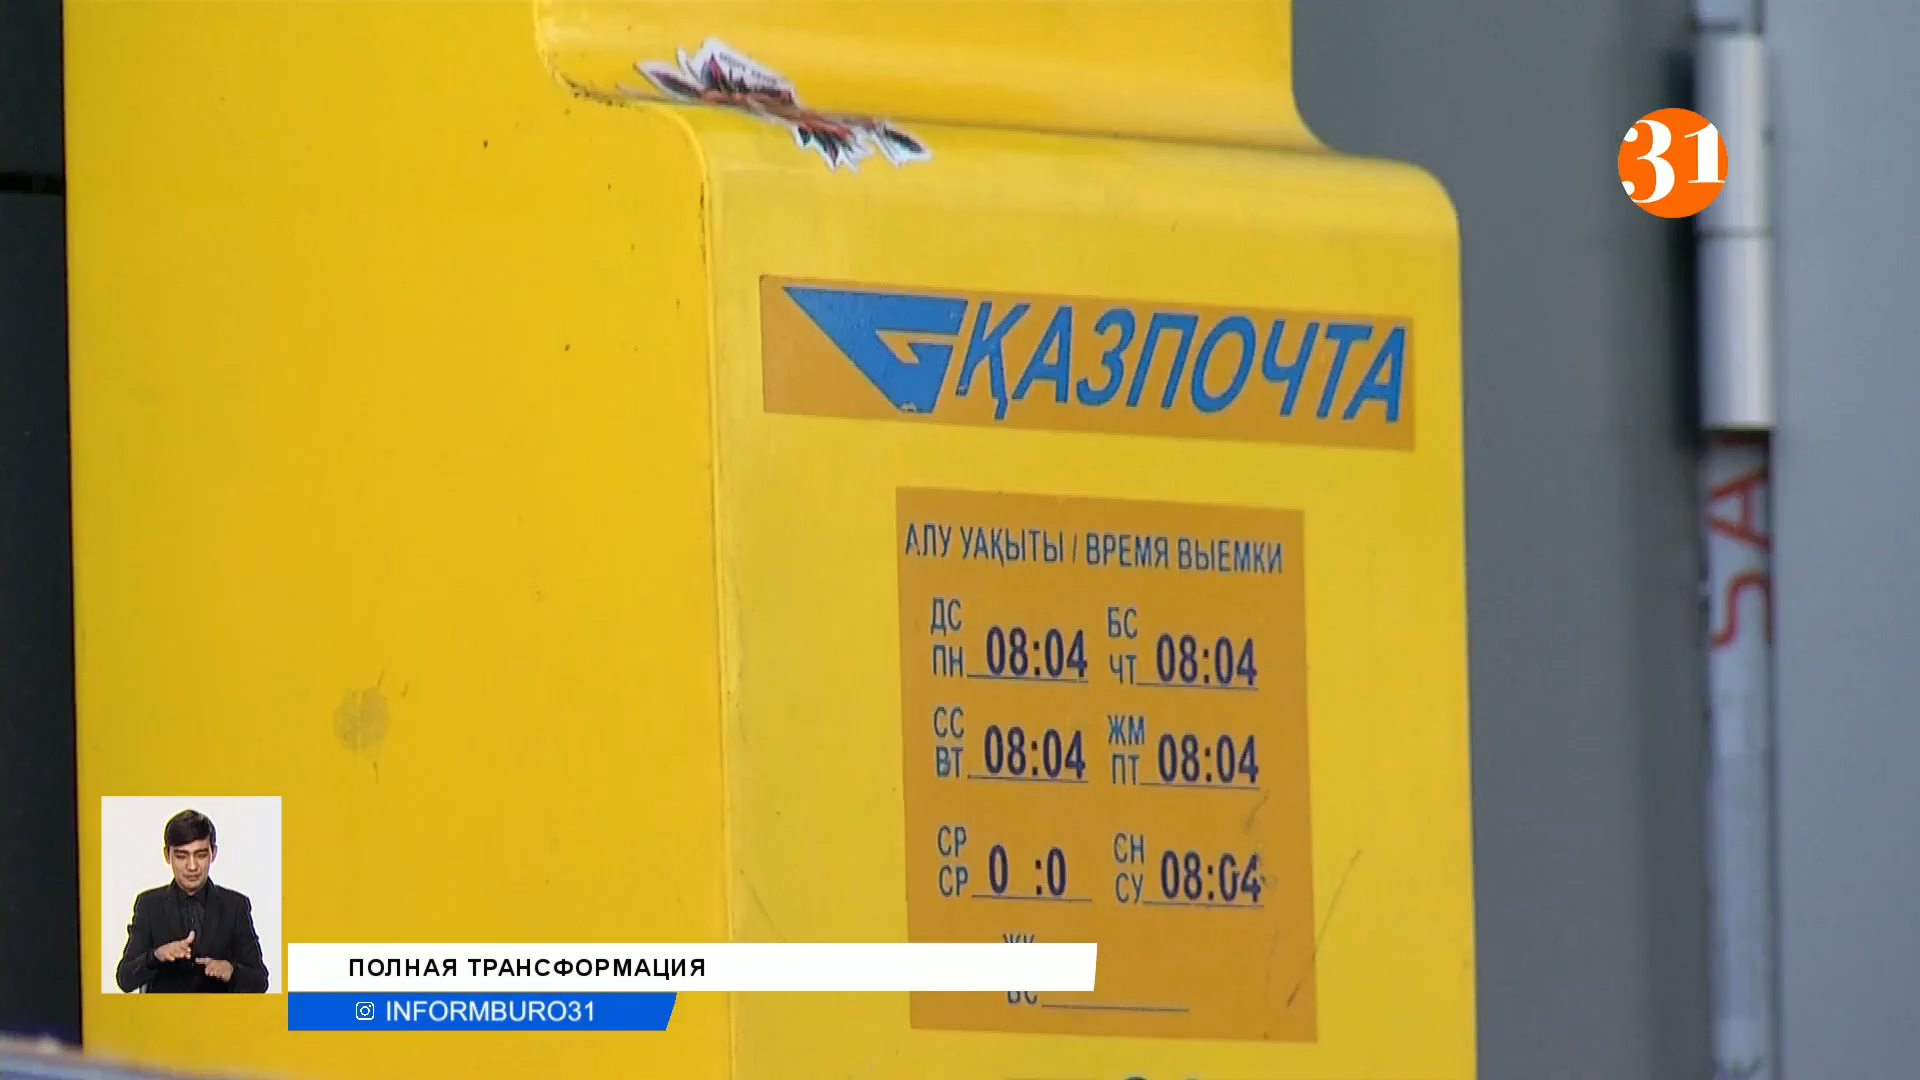 31
ҚАЗПОЧТА
АЛУ УАҚЫТЫ / ВРЕМЯ ВЫЕМКИ
ДС ПН 08:04 БС ЧТ 08:04
СС ВТ 08:04 ЖМ ПТ 08:04
СР СР 0 :0 СН СУ 08:04
ПОЛНАЯ ТРАНСФОРМАЦИЯ
INFORMBURO31